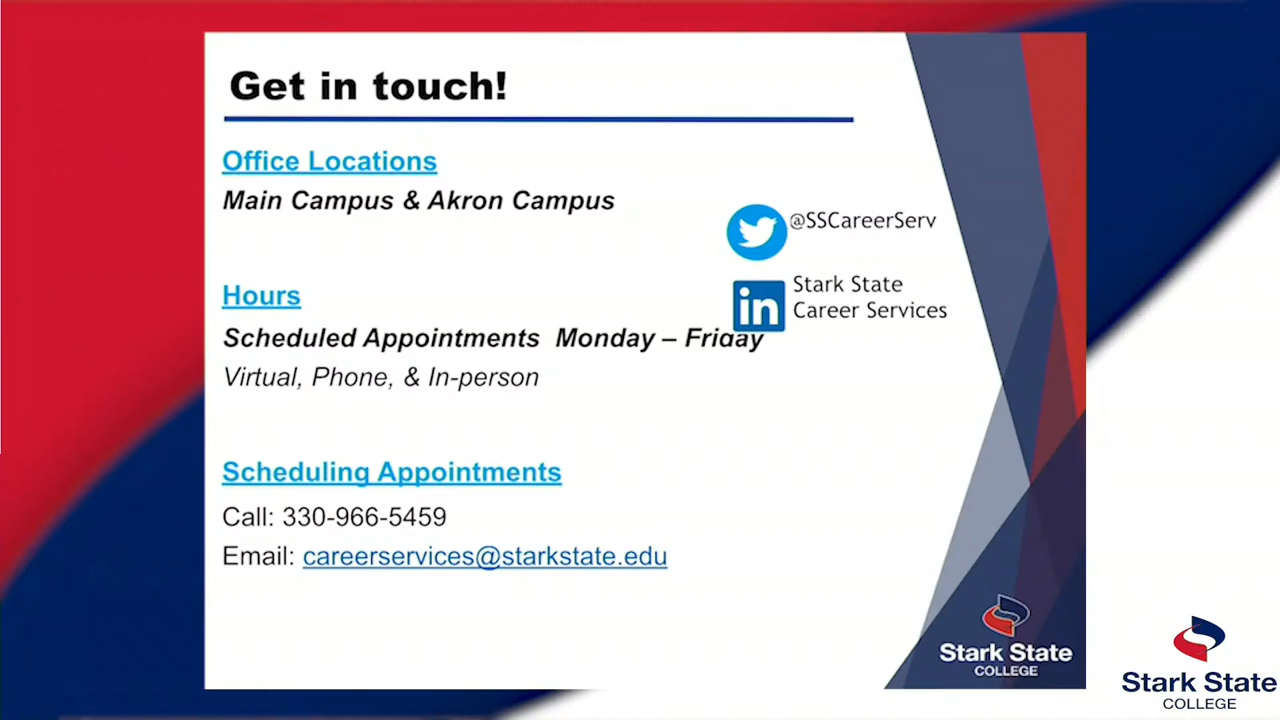 Get in touch!
Office Locations
Main Campus & Akron Campus
@SSCareerServ
in
Stark State
Career Services
Hours
Scheduled Appointments Monday – Friday
Virtual, Phone, & In-person
Scheduling Appointments
Call: 330-966-5459
Email: careerservices@starkstate.edu
Stark State
COLLEGE
Stark State
COLLEGE